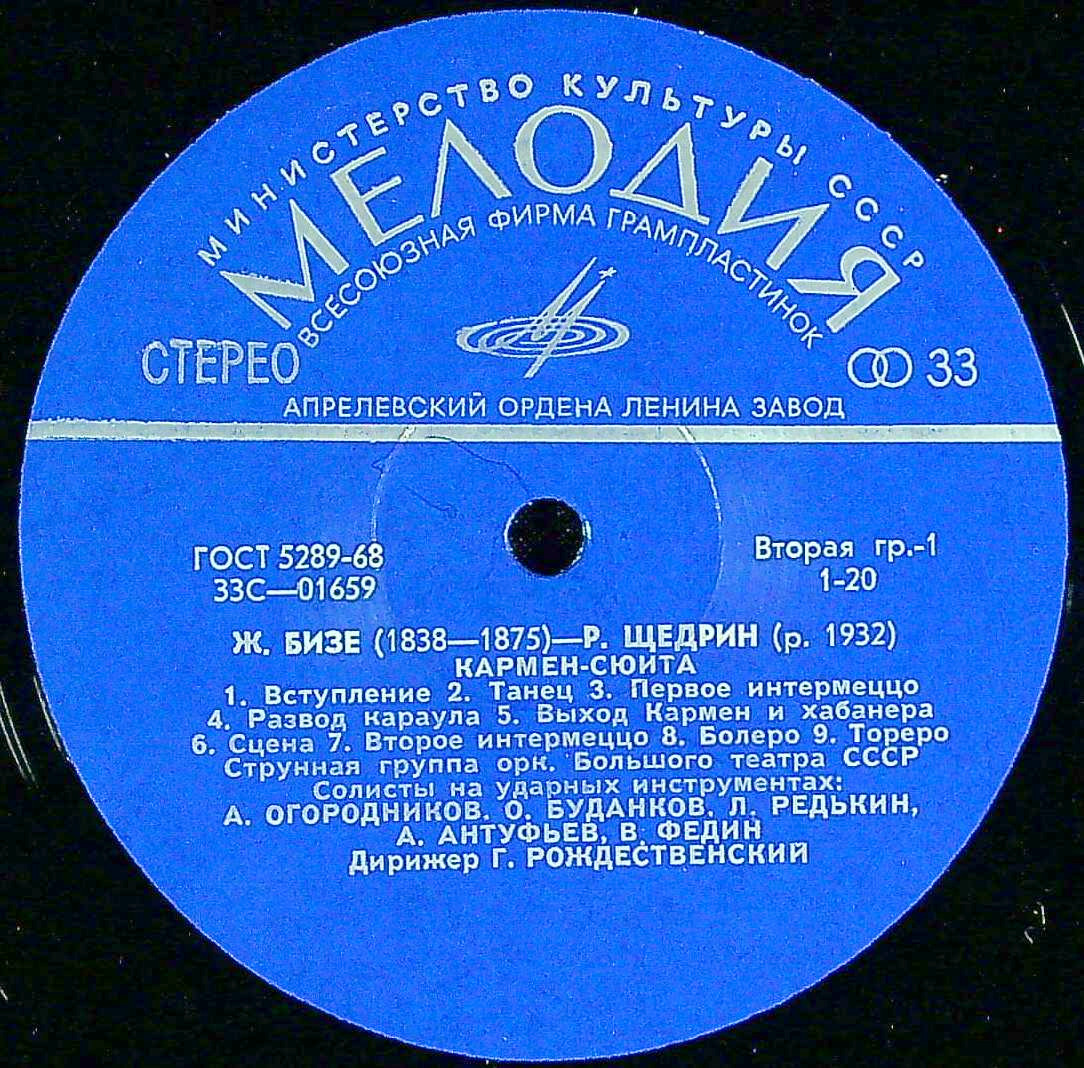 МИНИСТЕРСТВО КУЛЬТУРЫ СССР
МЕЛОДИЯ
ВСЕСОЮЗНАЯ ФИРМА ГРАМПЛАСТИНОК
СТЕРЕО
33
АПРЕЛЕВСКИЙ ОРДЕНА ЛЕНИНА ЗАВОД
ГОСТ 5289-68
33С—01659
Вторая гр.-1
1-20
Ж. БИЗЕ (1838—1875)—Р. ЩЕДРИН (р. 1932)
КАРМЕН-СЮИТА
1. Вступление 2. Танец 3. Первое интермеццо
4. Развод караула 5. Выход Кармен и хабанера
6. Сцена 7. Второе интермеццо 8. Болеро 9. Тореро
Струнная группа орк. Большого театра СССР
Солисты на ударных инструментах:
А. ОГОРОДНИКОВ, О. БУДАНКОВ, Л. РЕДЬКИН,
А. АНТУФЬЕВ, В. ФЕДИН
Дирижер Г. РОЖДЕСТВЕНСКИЙ